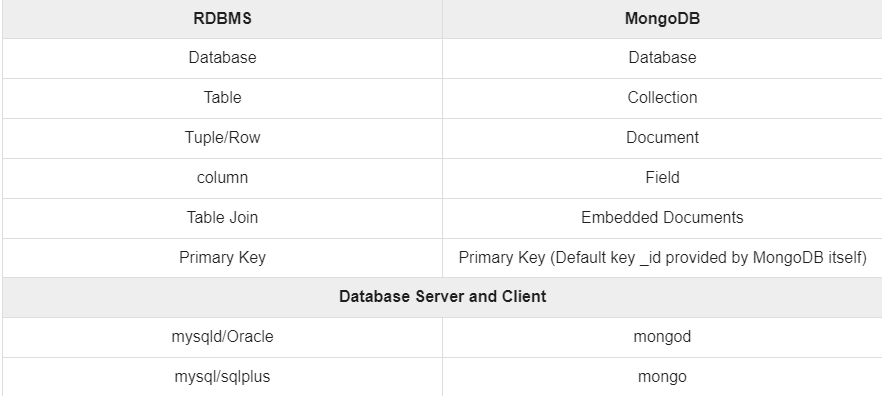 RDBMS MongoDB
Database Database
Table Collection
Tuple/Row Document
column Field
Table Join Embedded Documents
Primary Key Primary Key (Default key _id provided by MongoDB itself)
Database Server and Client
mysqld/Oracle mongod
mysql/sqlplus mongo